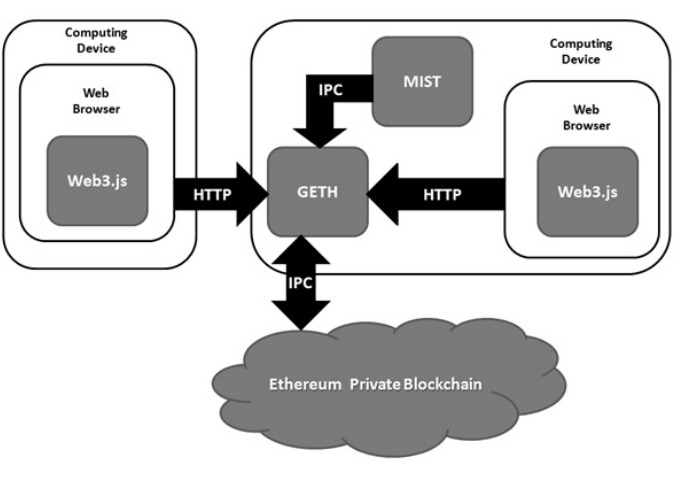 Computing
Device
Web
Browser
Web3.js
HTTP
IPC
MIST
Computing
Device
GETH
HTTP
Web
Browser
Web3.js
IPC
Ethereum Private Blockchain